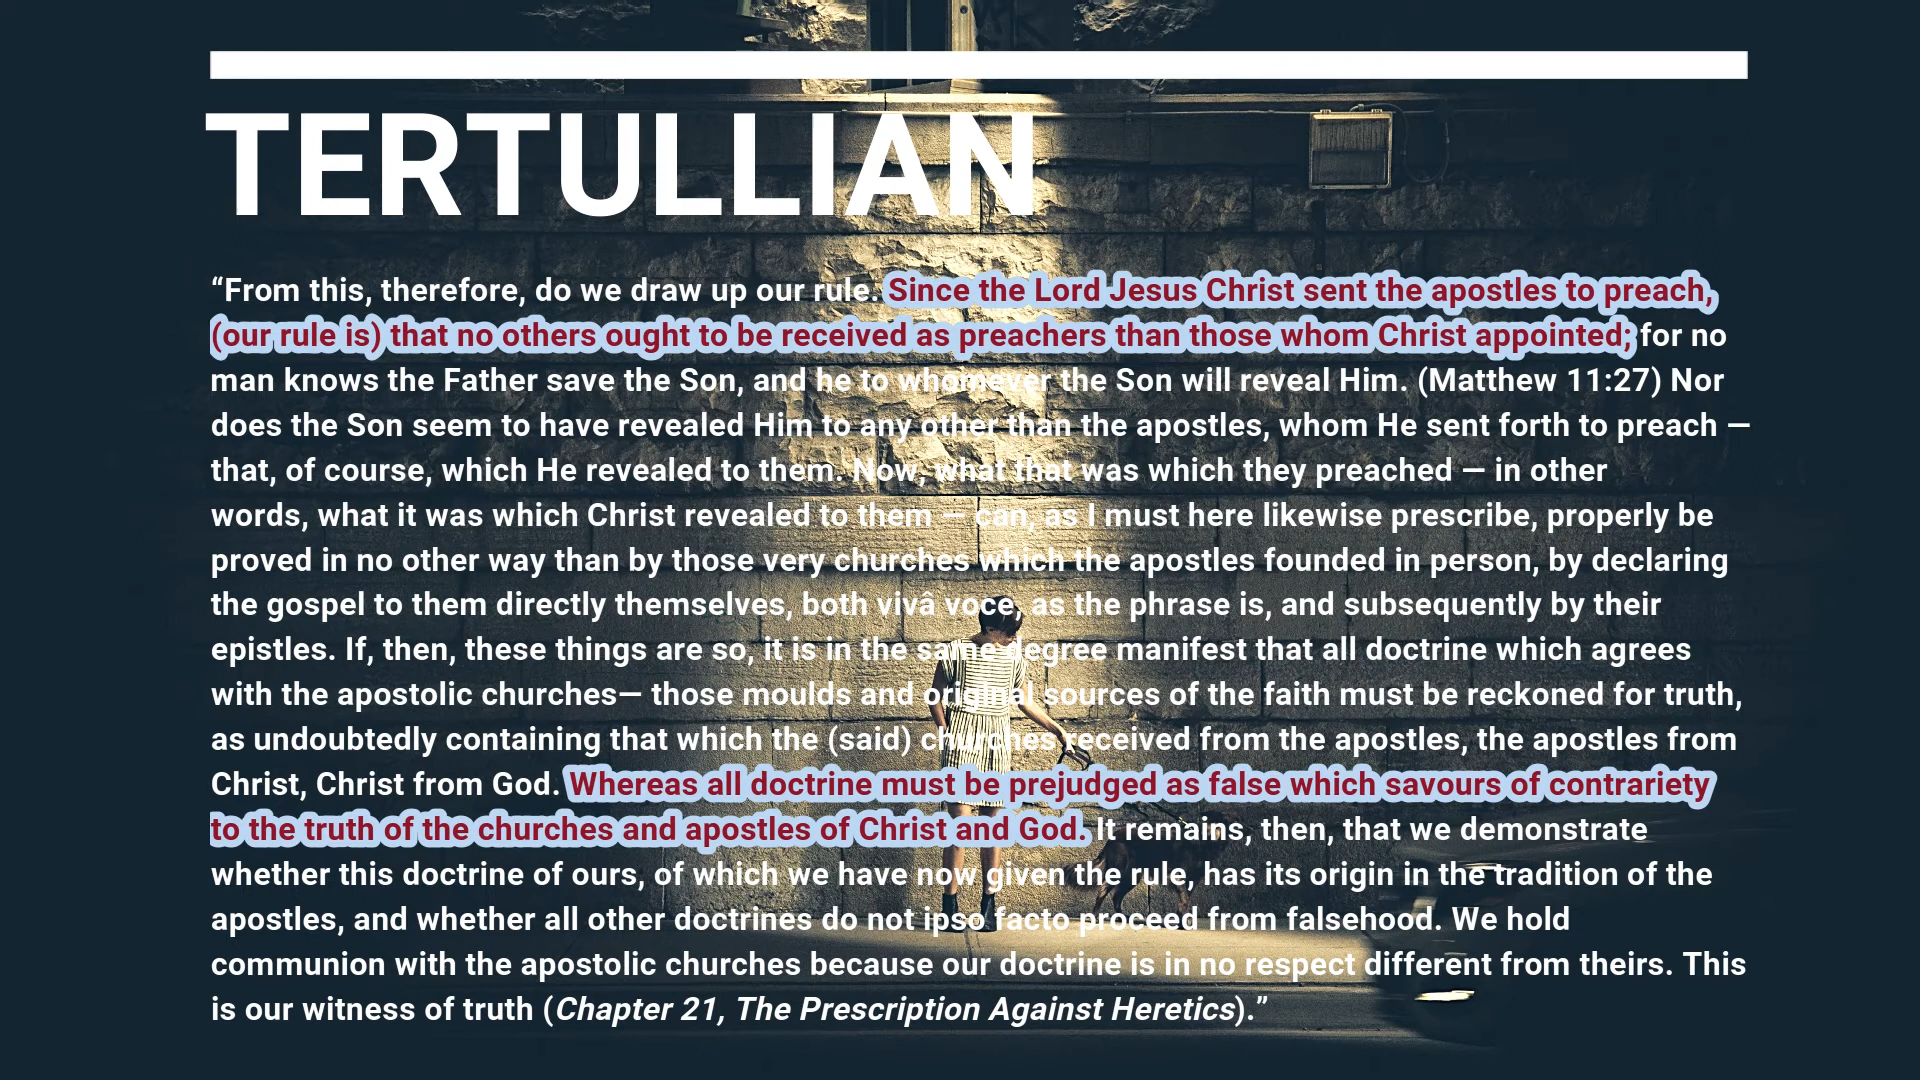 TERTULLIAN
“From this, therefore, do we draw up our rule. Since the Lord Jesus Christ sent the apostles to preach,
(our rule is) that no others ought to be received as preachers than those whom Christ appointed; for no
man knows the Father save the Son, and he to whomever the Son will reveal Him. (Matthew 11:27) Nor
does the Son seem to have revealed Him to any other than the apostles, whom He sent forth to preach —
that, of course, which He revealed to them. Now, what that was which they preached — in other
words, what it was which Christ revealed to them — can, as I must here likewise prescribe, properly be
proved in no other way than by those very churches which the apostles founded in person, by declaring
the gospel to them directly themselves, both vivâ voce, as the phrase is, and subsequently by their
epistles. If, then, these things are so, it is in the same degree manifest that all doctrine which agrees
with the apostolic churches— those moulds and original sources of the faith must be reckoned for truth,
as undoubtedly containing that which the (said) churches received from the apostles, the apostles from
Christ, Christ from God. Whereas all doctrine must be prejudged as false which savours of contrariety
to the truth of the churches and apostles of Christ and God. It remains, then, that we demonstrate
whether this doctrine of ours, of which we have now given the rule, has its origin in the tradition of the
apostles, and whether all other doctrines do not ipso facto proceed from falsehood. We hold
communion with the apostolic churches because our doctrine is in no respect different from theirs. This
is our witness of truth (Chapter 21, The Prescription Against Heretics).”